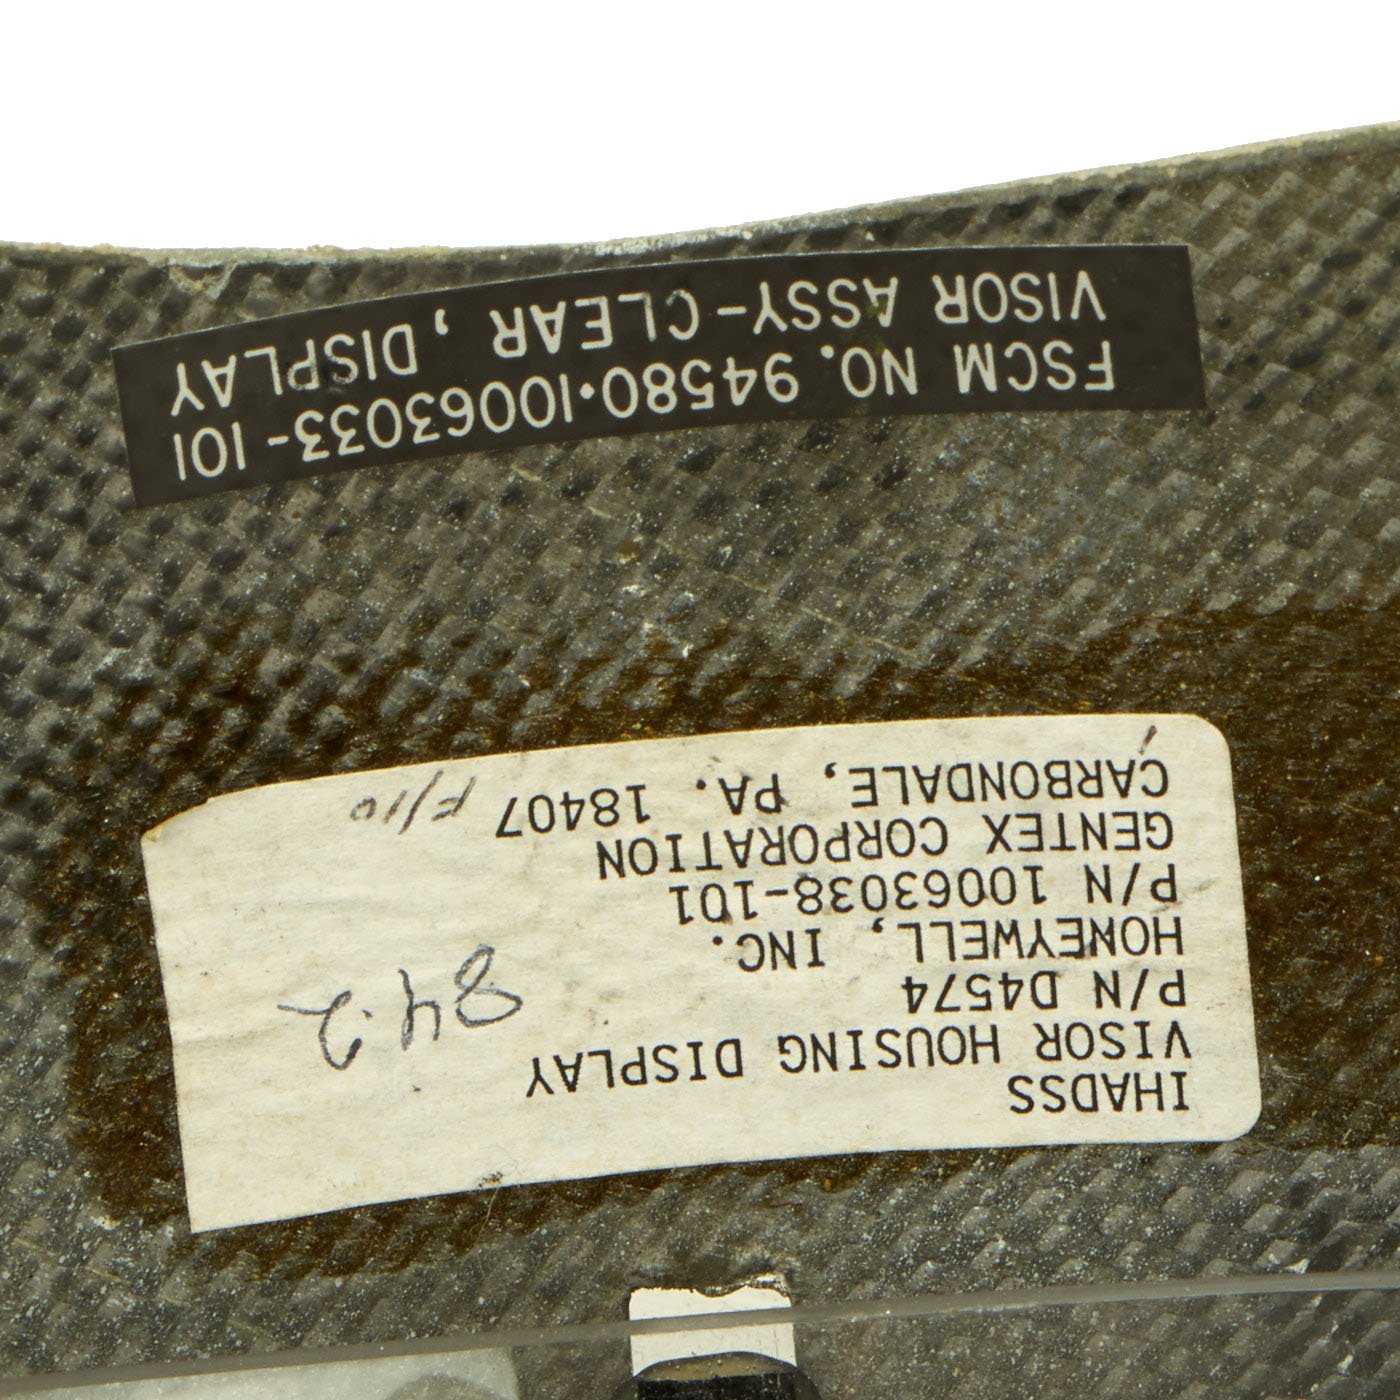 IHADSS
VISOR HOUSING DISPLAY
P/N D4574
HONEYWELL, INC.
P/N 10063038-101
GENTEX CORPORATION
CARBONDALE, PA. 18407
84.2
F/10
FSCM NO. 94580·10063033-101
VISOR ASSY-CLEAR, DISPLAY